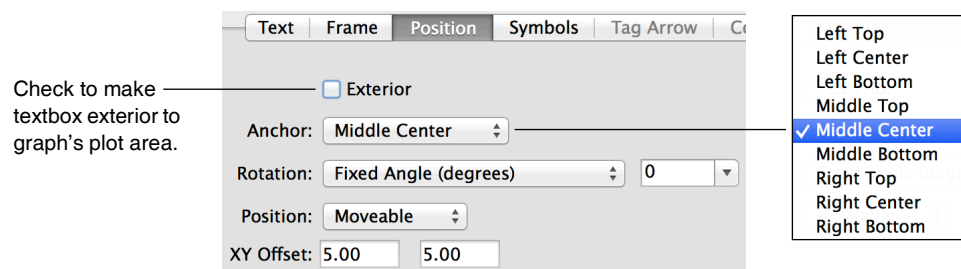 Text Frame Position Symbols Tag Arrow
Check to make
textbox exterior to
graph's plot area.
Exterior
Anchor: Middle Center
Rotation: Fixed Angle (degrees) 0
Position: Moveable
XY Offset: 5.00 5.00
Left Top
Left Center
Left Bottom
Middle Top
✓ Middle Center
Middle Bottom
Right Top
Right Center
Right Bottom